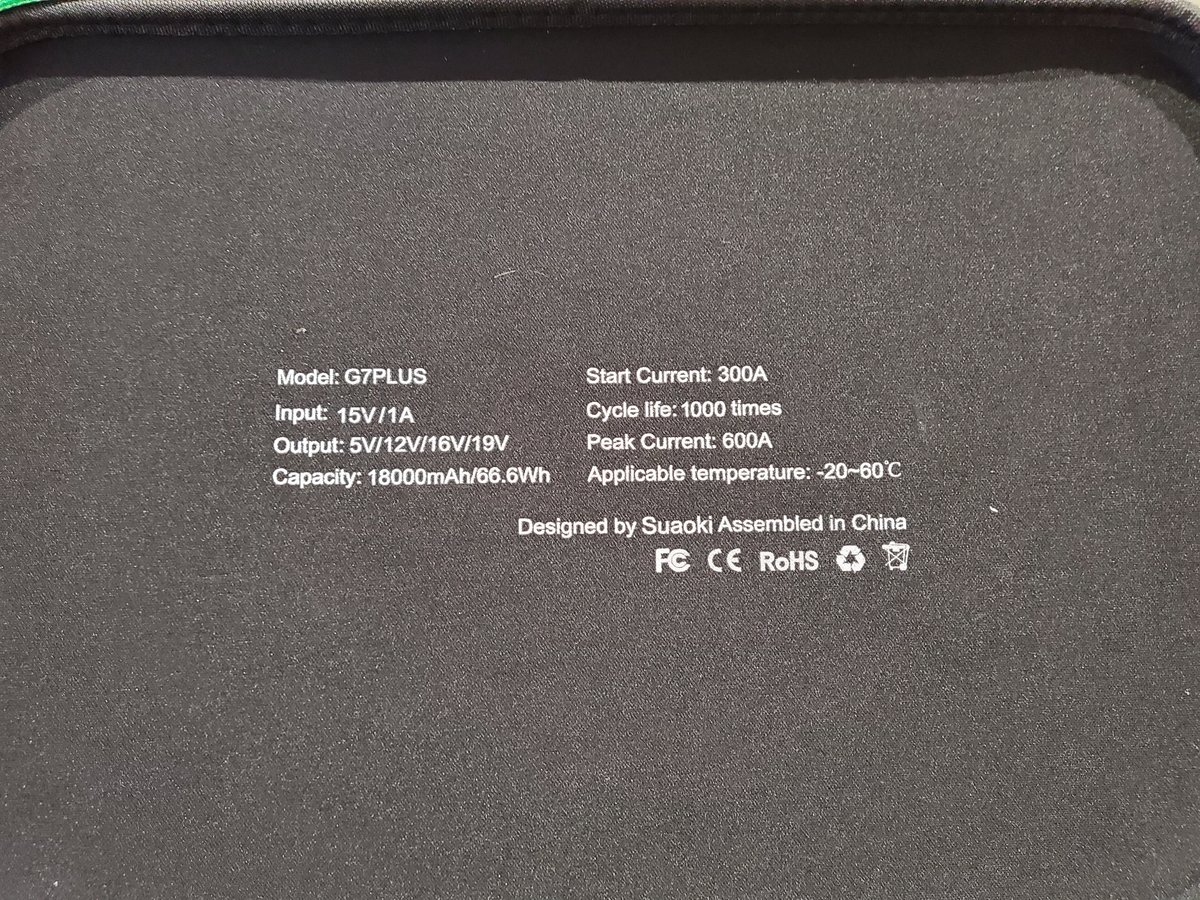 Model: G7PLUS
Input: 15V/1A
Output: 5V/12V/16V/19V
Capacity: 18000mAh/66.6Wh
Start Current: 300A
Cycle life: 1000 times
Peak Current: 600A
Applicable temperature: -20~60℃
Designed by Suaoki Assembled in China
FC CE RoHS